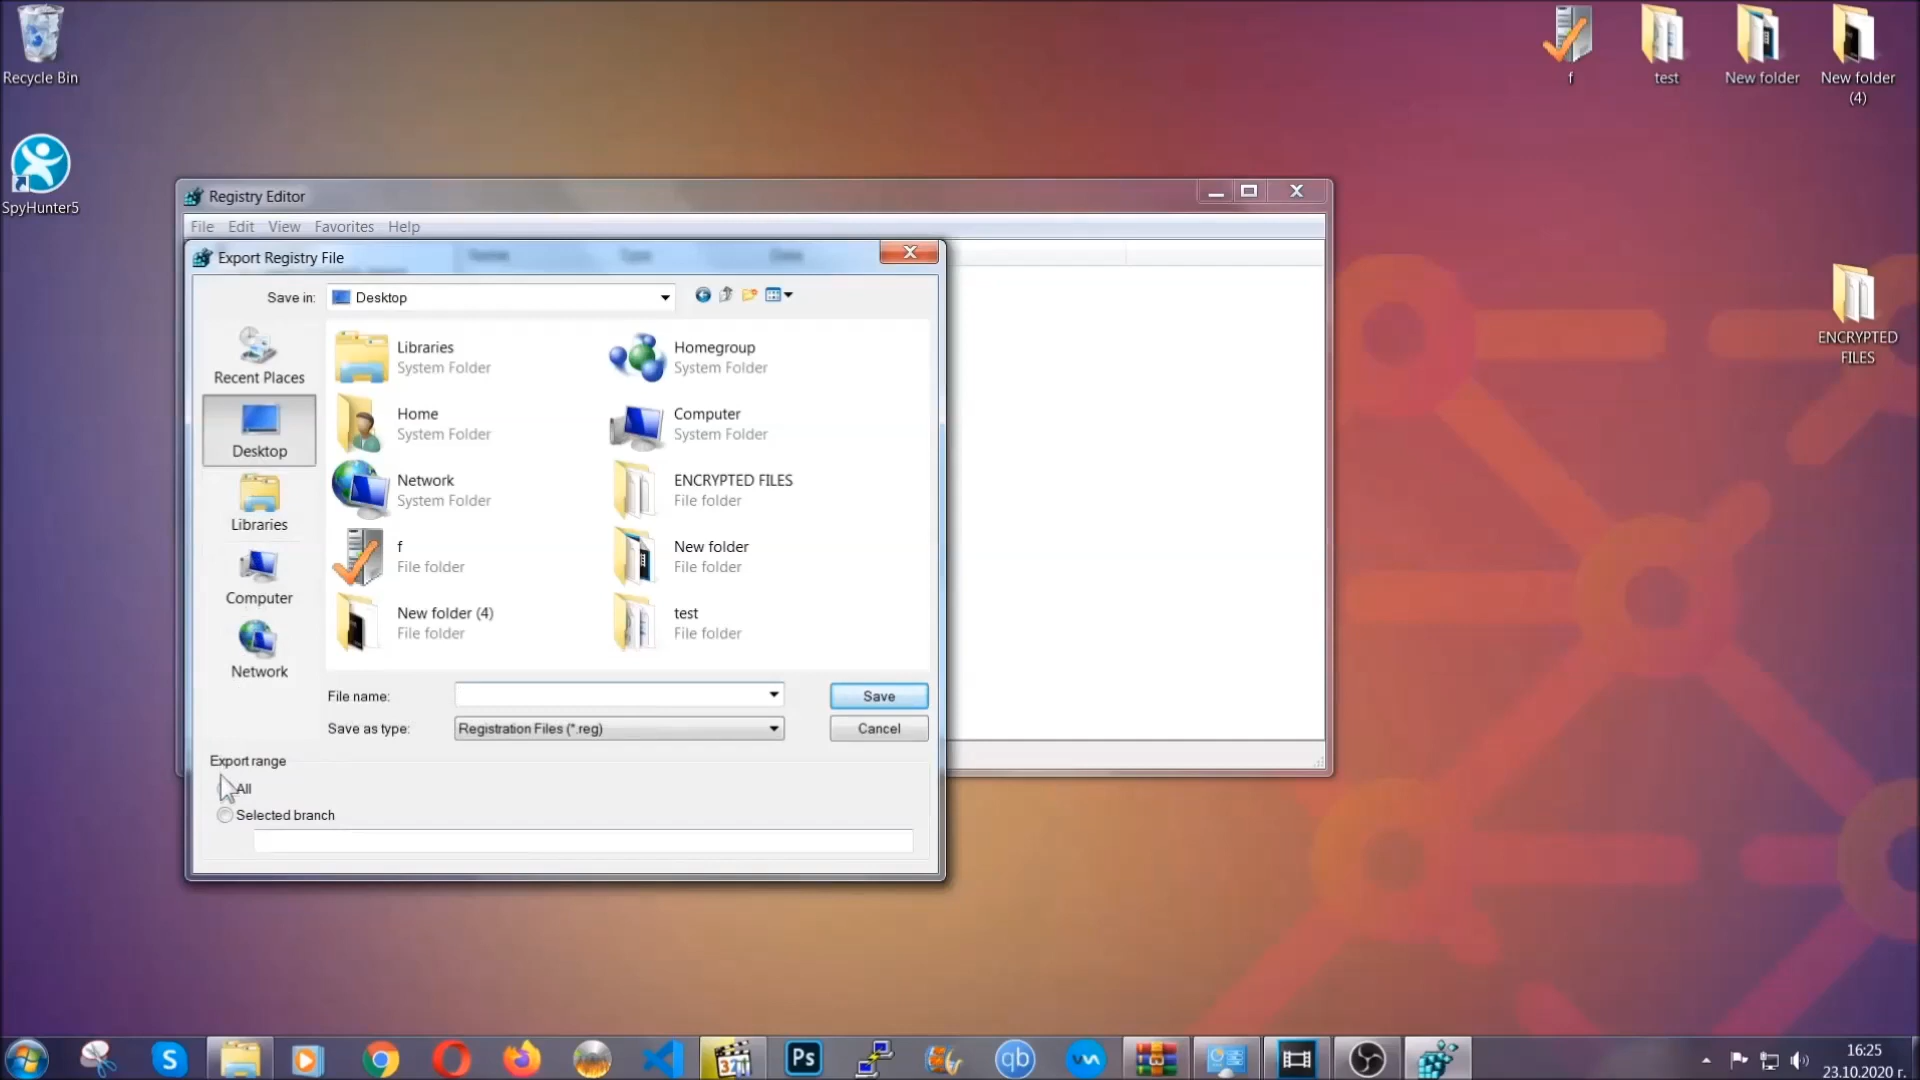 Recycle Bin
SpyHunter5
f
test
New folder
New folder
(4)
ENCRYPTED
FILES
Registry Editor
File Edit View Favorites Help
Export Registry File
Save in: Desktop
Recent Places
Desktop
Libraries
Computer
Network
Libraries
System Folder
Homegroup
System Folder
Home
System Folder
Computer
System Folder
Network
System Folder
ENCRYPTED FILES
File folder
f
File folder
New folder
File folder
New folder (4)
File folder
test
File folder
File name:
Save
Save as type: Registration Files (*.reg)
Cancel
Export range
All
Selected branch
S
321
Ps
qb
16:25
23.10.2020 г.